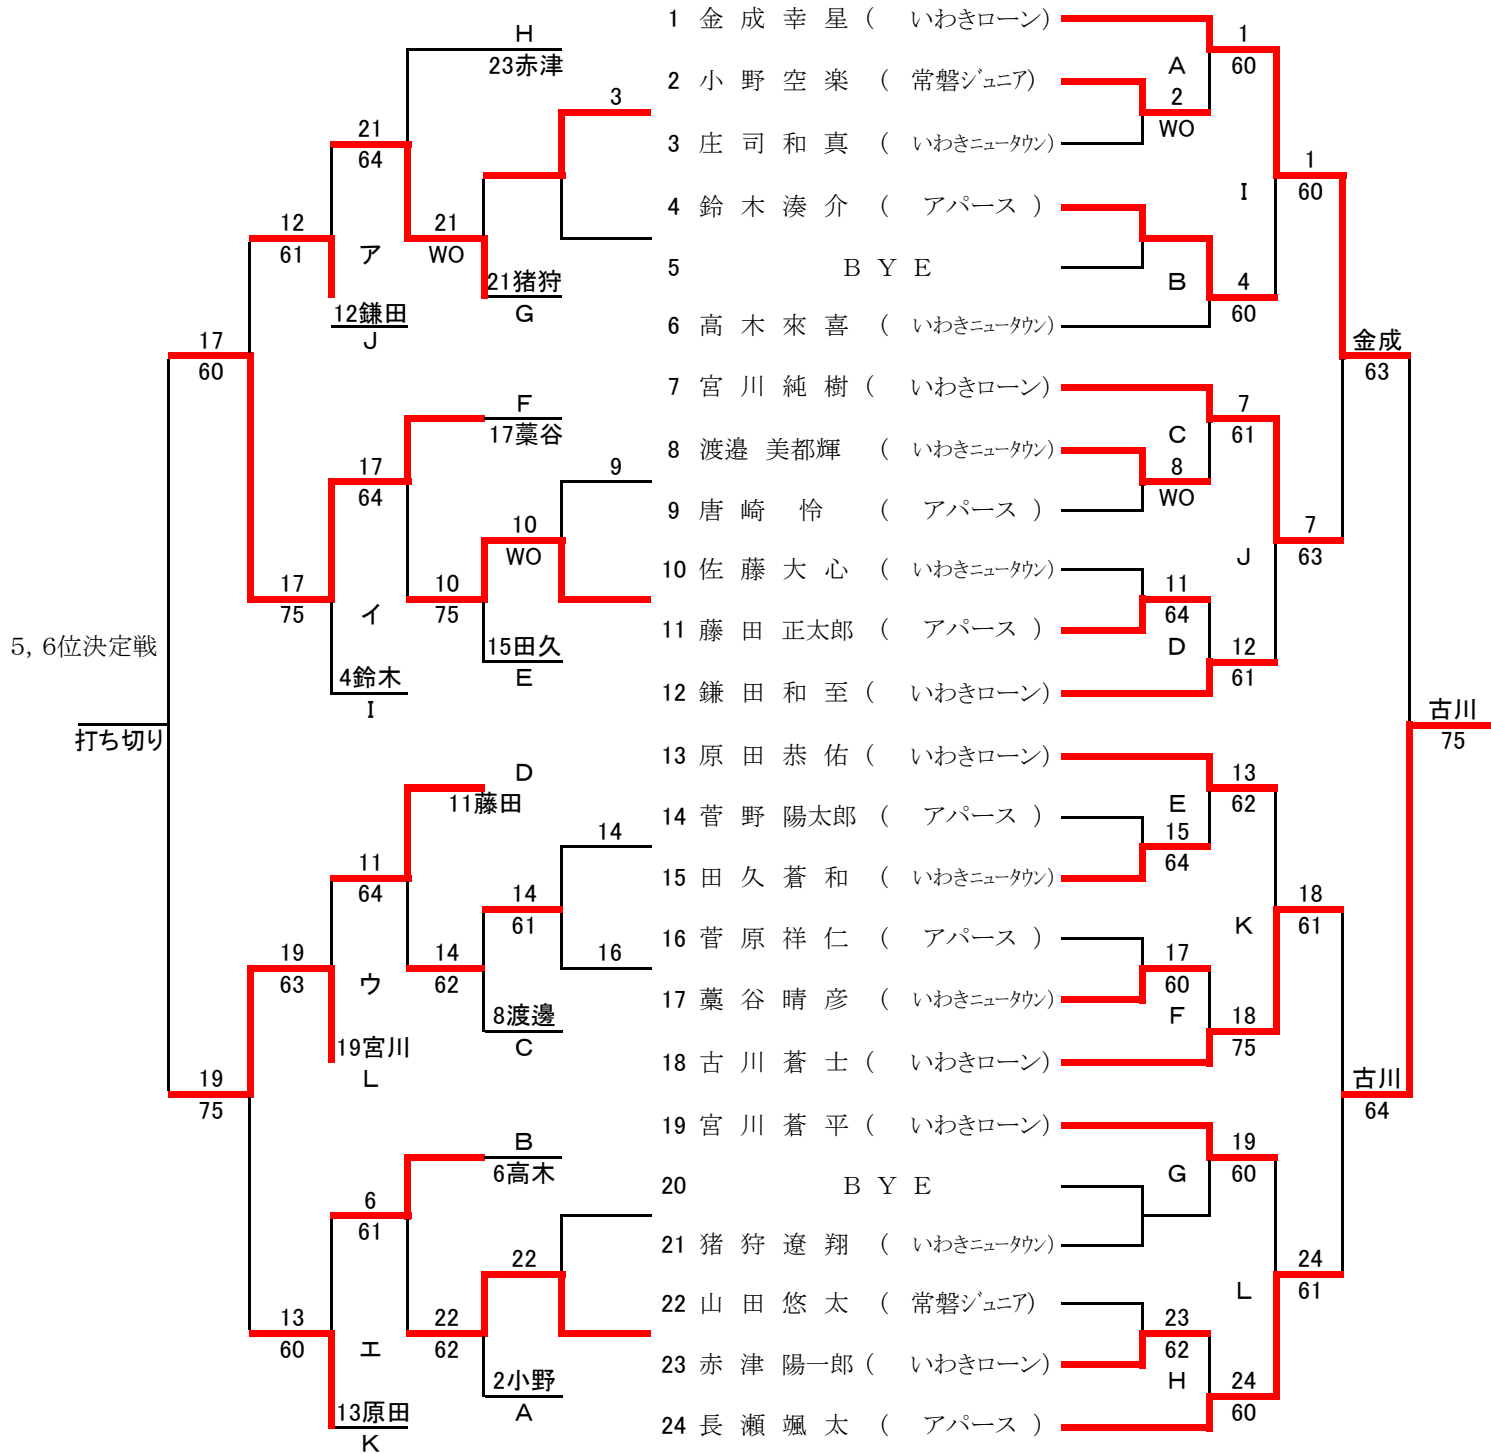 1 金 成 幸 星 ( いわきローン)
2 小 野 空 楽 ( 常磐ジュニア)
3 庄 司 和 真 ( いわきニュータウン)
4 鈴 木 湊 介 ( アパース )
5 B Y E
6 高 木 來 喜 ( いわきニュータウン)
7 宮 川 純 樹 ( いわきローン)
8 渡邉 美都輝 ( いわきニュータウン)
9 唐 崎 怜 ( アパース )
10 佐 藤 大 心 ( いわきニュータウン)
11 藤 田 正太郎 ( アパース )
12 鎌 田 和 至 ( いわきローン)
13 原 田 恭 佑 ( いわきローン)
14 菅 野 陽太郎 ( アパース )
15 田 久 蒼 和 ( いわきニュータウン)
16 菅 原 祥 仁 ( アパース )
17 藁 谷 晴 彦 ( いわきニュータウン)
18 古 川 蒼 士 ( いわきローン)
19 宮 川 蒼 平 ( いわきローン)
20 B Y E
21 猪 狩 遼 翔 ( いわきニュータウン)
22 山 田 悠 太 ( 常磐ジュニア)
23 赤 津 陽一郎 ( いわきローン)
24 長 瀬 颯 太 ( アパース )
H
23赤津
3
21
64
12
61
ア
21
WO
21猪狩
G
12鎌田
J
17
60
F
17藁谷
9
17
64
10
WO
17
75
イ
10
75
15田久
E
4鈴木
I
5, 6位決定戦
打ち切り
D
11藤田
14
11
64
14
61
16
19
63
ウ
14
62
8渡邊
C
19宮川
L
19
75
B
6高木
6
61
22
13
60
エ
22
62
2小野
A
13原田
K
A
2
WO
1
60
B
4
60
I
1
60
C
8
WO
7
61
11
64
D
12
61
J
7
63
金成
63
E
15
64
13
62
17
60
F
18
75
K
18
61
G
19
60
23
62
H
24
60
L
24
61
古川
64
古川
75